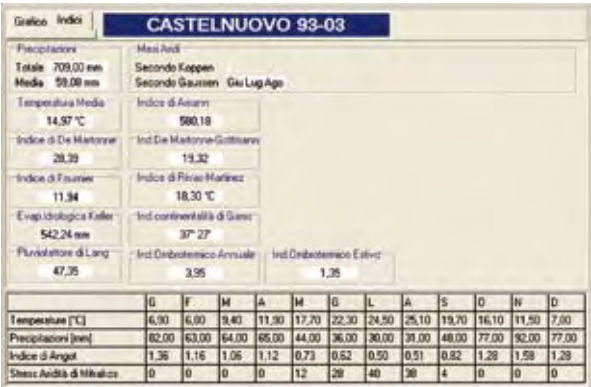 Grafico Indici
CASTELNUOVO 93-03
Precipitazioni
Totale 709,00 mm
Media 59,08 mm
Mesi Aridi
Secondo Koppen
Secondo Gaussen Giu Lug Ago
Temperatura Media
14,97 °C
Indice di Amann
580,18
Indice di De Martonne
28,39
Ind De Martonne-Gottmann
19,32
Indice di Fournier
11,94
Indice di Rivas-Martinez
18,30 °C
Evap.Idrologica Keller
542,24 mm
Ind continentalità di Gams
37° 27'
Pluviofattore di Lang
47,35
Ind.Ombrotermico Annuale
3,95
Ind.Ombrotermico Estivo
1,35
G F M A M G L A S O N D
Temperature [°C] 6,90 6,00 9,40 11,90 17,70 22,30 24,50 25,10 19,70 16,10 11,50 7,00
Precipitazioni [mm] 82,00 63,00 64,00 65,00 44,00 36,00 30,00 31,00 48,00 77,00 92,00 77,00
Indice di Angot 1,36 1,16 1,06 1,12 0,73 0,62 0,50 0,51 0,82 1,28 1,58 1,28
Stress Aridità di Mitrakos 0 0 0 0 12 28 40 38 4 0 0 0